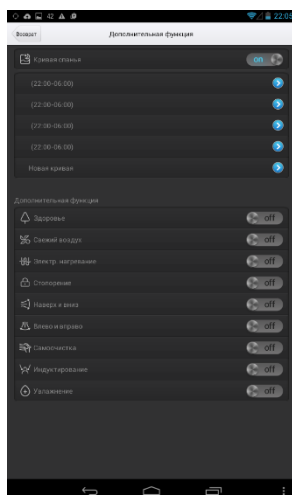 42 22:05
Возврат Дополнительная функция
Кривая спанья on
(22:00-06:00)
(22:00-06:00)
(22:00-06:00)
(22:00-06:00)
Новая кривая
Дополнительная функция
Здоровье off
Свежий воздух off
Электр. нагревание off
Стопорение off
Наверх и вниз off
Влево и вправо off
Самоочистка off
Индуктирование off
Увлажнение off